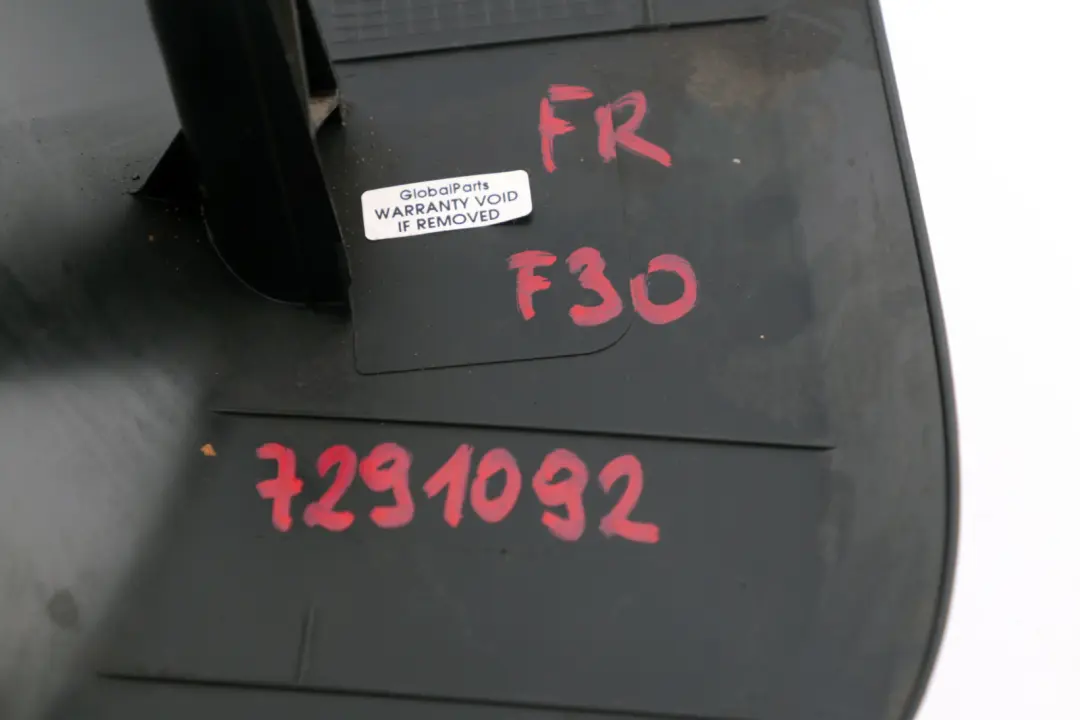 FR
GlobalParts
WARRANTY VOID
IF REMOVED
F30
7291092